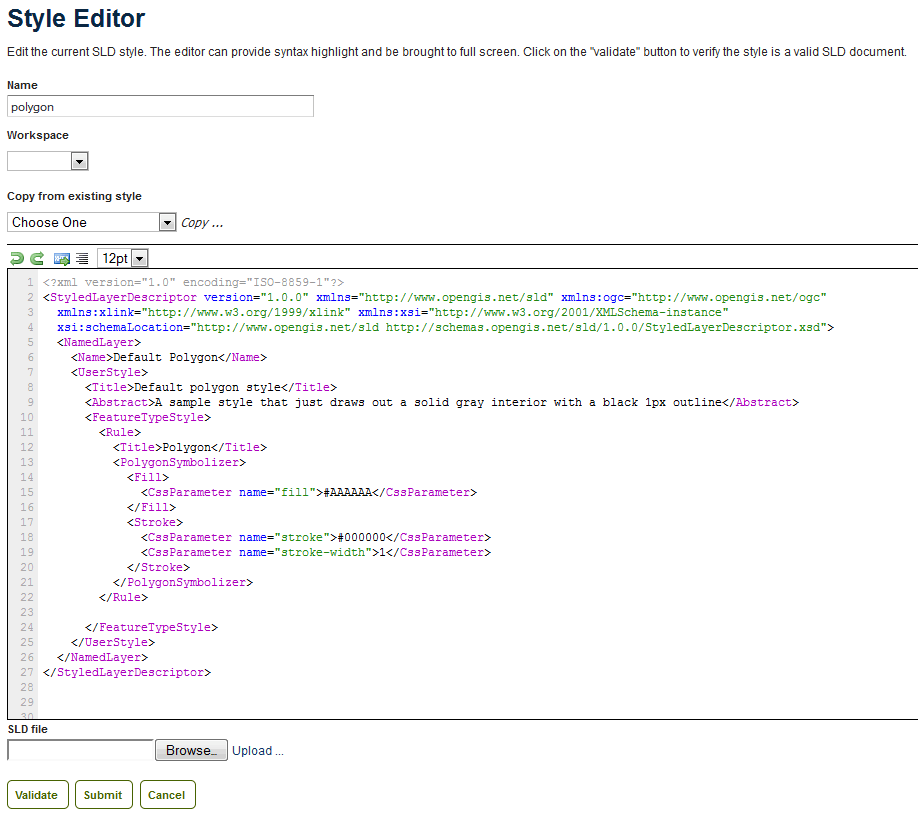 Style Editor
Edit the current SLD style. The editor can provide syntax highlight and be brought to full screen. Click on the "validate" button to verify the style is a valid SLD document.
Name
polygon
Workspace
Copy from existing style
Choose One Copy ...
12pt
1 <?xml version="1.0" encoding="ISO-8859-1"?>
2 <StyledLayerDescriptor version="1.0.0" xmlns="http://www.opengis.net/sld" xmlns:ogc="http://www.opengis.net/ogc"
3 xmlns:xlink="http://www.w3.org/1999/xlink" xmlns:xsi="http://www.w3.org/2001/XMLSchema-instance"
4 xsi:schemaLocation="http://www.opengis.net/sld http://schemas.opengis.net/sld/1.0.0/StyledLayerDescriptor.xsd">
5 <NamedLayer>
6 <Name>Default Polygon</Name>
7 <UserStyle>
8 <Title>Default polygon style</Title>
9 <Abstract>A sample style that just draws out a solid gray interior with a black 1px outline</Abstract>
10 <FeatureTypeStyle>
11 <Rule>
12 <Title>Polygon</Title>
13 <PolygonSymbolizer>
14 <Fill>
15 <CssParameter name="fill">#AAAAAA</CssParameter>
16 </Fill>
17 <Stroke>
18 <CssParameter name="stroke">#000000</CssParameter>
19 <CssParameter name="stroke-width">1</CssParameter>
20 </Stroke>
21 </PolygonSymbolizer>
22 </Rule>
23
24 </FeatureTypeStyle>
25 </UserStyle>
26 </NamedLayer>
27 </StyledLayerDescriptor>
28
29
30
SLD file
Browse... Upload ...
Validate Submit Cancel